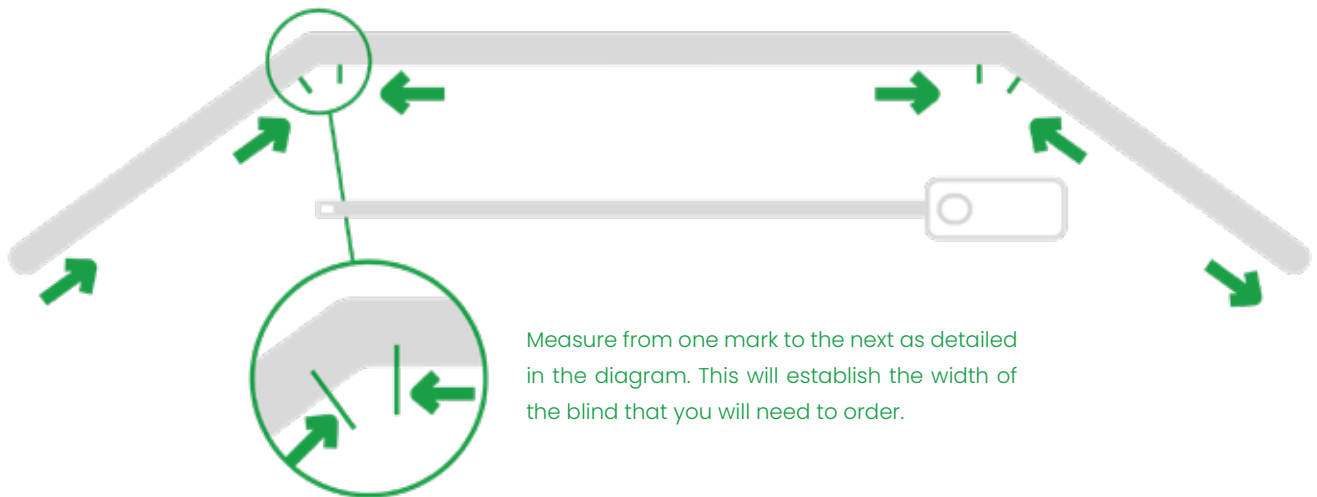 Measure from one mark to the next as detailed
in the diagram. This will establish the width of
the blind that you will need to order.